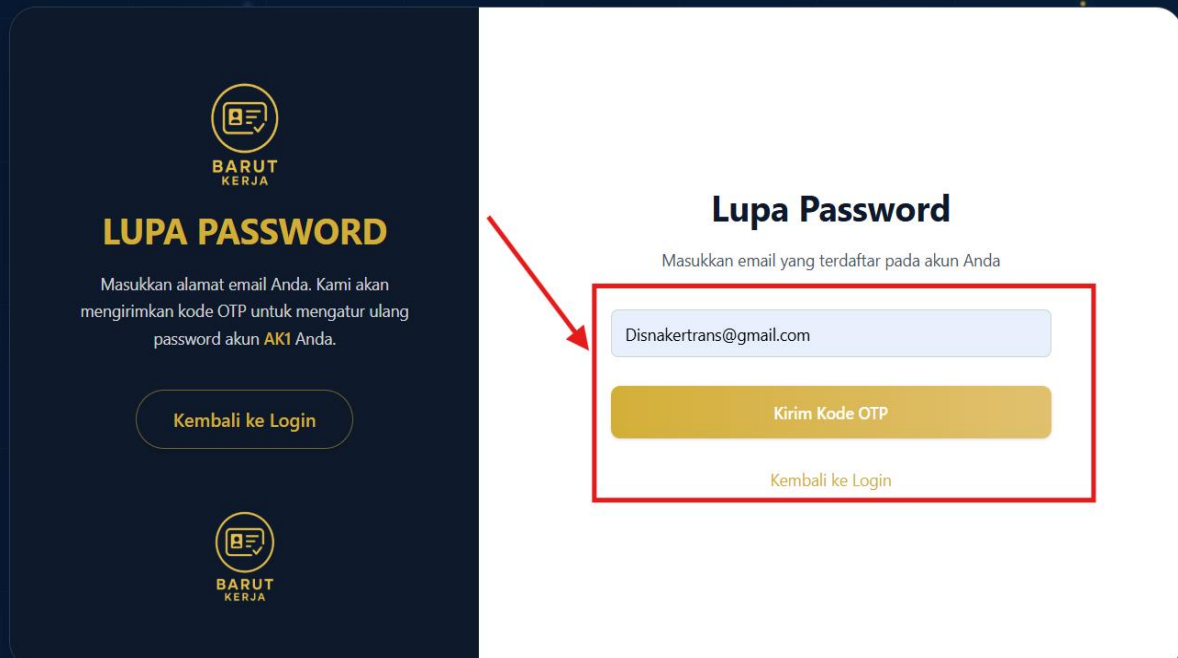 BARUT
KERJA
LUPA PASSWORD
Masukkan alamat email Anda. Kami akan
mengirimkan kode OTP untuk mengatur ulang
password akun AK1 Anda.
Kembali ke Login
BARUT
KERJA
Lupa Password
Masukkan email yang terdaftar pada akun Anda
Disnakertrans@gmail.com
Kirim Kode OTP
Kembali ke Login